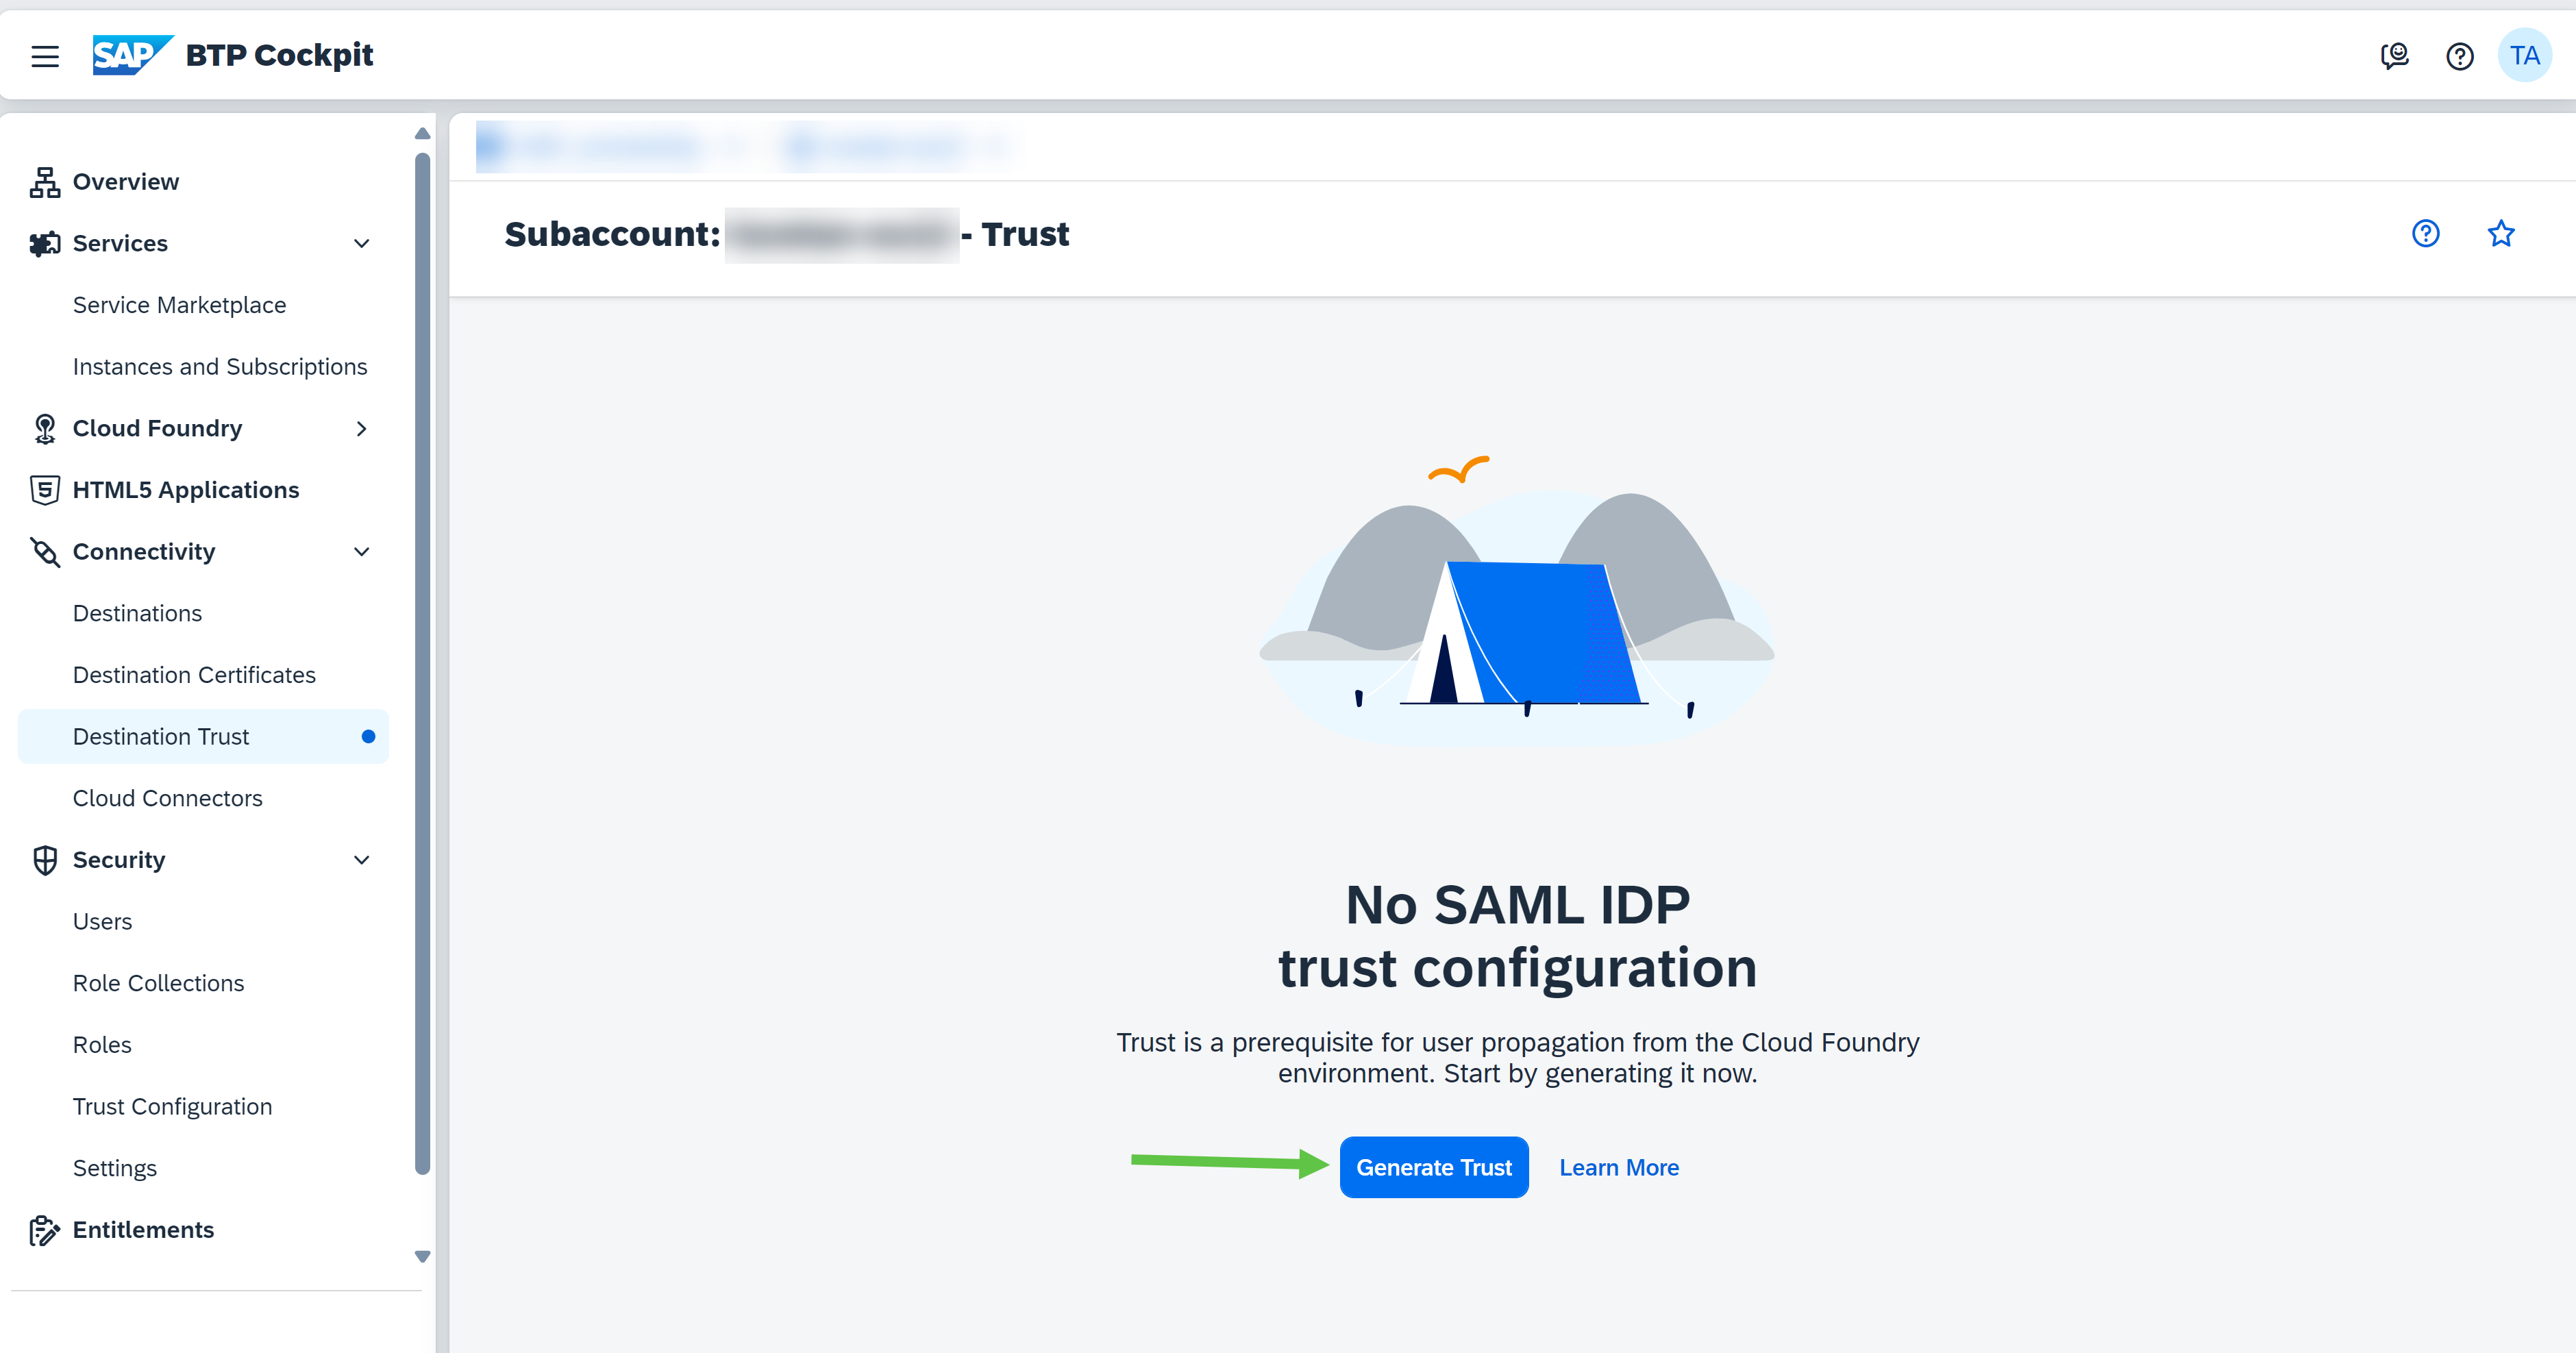 SAP BTP Cockpit
TA
Overview
Services
Service Marketplace
Instances and Subscriptions
Cloud Foundry
HTML5 Applications
Connectivity
Destinations
Destination Certificates
Destination Trust
Cloud Connectors
Security
Users
Role Collections
Roles
Trust Configuration
Settings
Entitlements
Subaccount: - Trust
No SAML IDP
trust configuration
Trust is a prerequisite for user propagation from the Cloud Foundry
environment. Start by generating it now.
Generate Trust Learn More